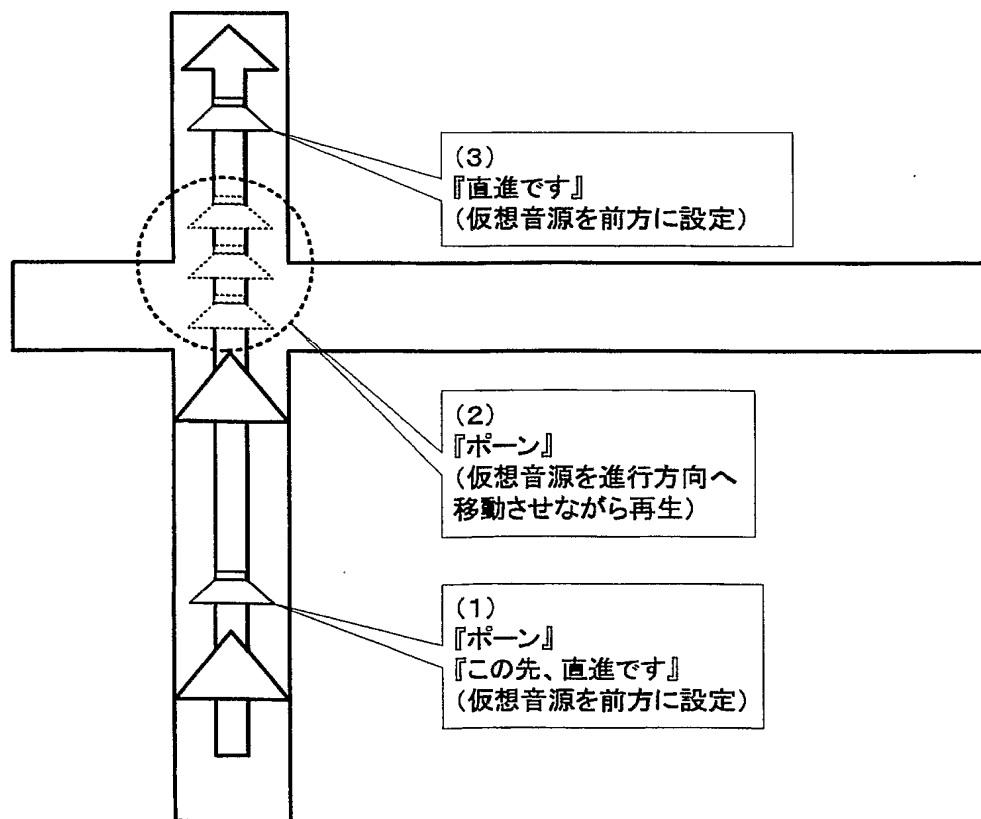 (3)
『直進です』
(仮想音源を前方に設定)
(2)
『ポーン』
(仮想音源を進行方向へ
移動させながら再生)
(1)
『ポーン』
『この先、直進です』
(仮想音源を前方に設定)